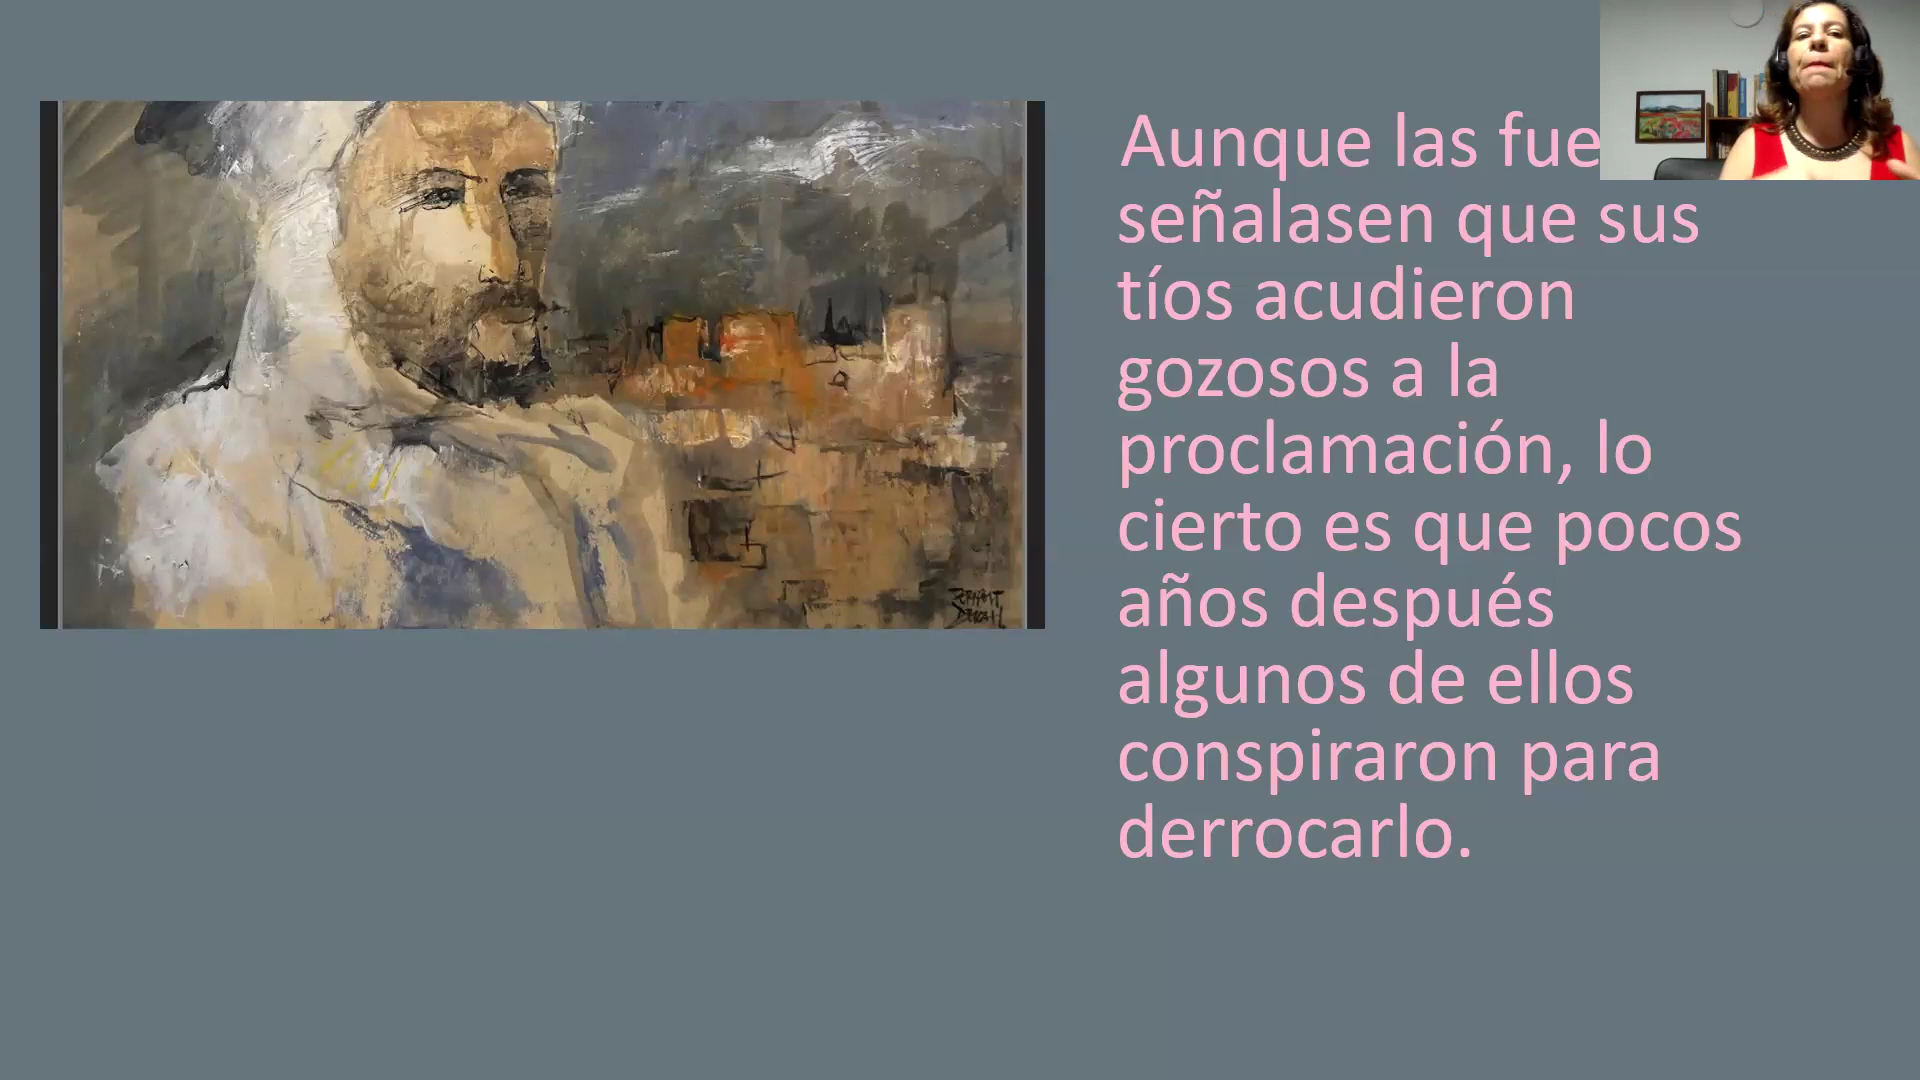 Aunque las fue
señalasen que sus
tíos acudieron
gozosos a la
proclamación, lo
cierto es que pocos
años después
algunos de ellos
conspiraron para
derrocarlo.